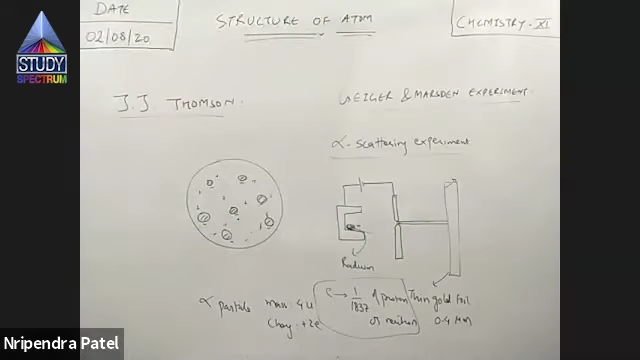 DATE
02/08/20
STRUCTURE OF ATOM
CHEMISTRY-XI
STUDY
SPECTRUM
J.J. THOMSON.
GEIGER & MARSDEN EXPERIMENT.
α-scattering experiment
Radium
α particle mass 4u
Charg +2e
e → 1/1837 of proton
or neutron
Thin gold foil
0.4 μm
Nripendra Patel